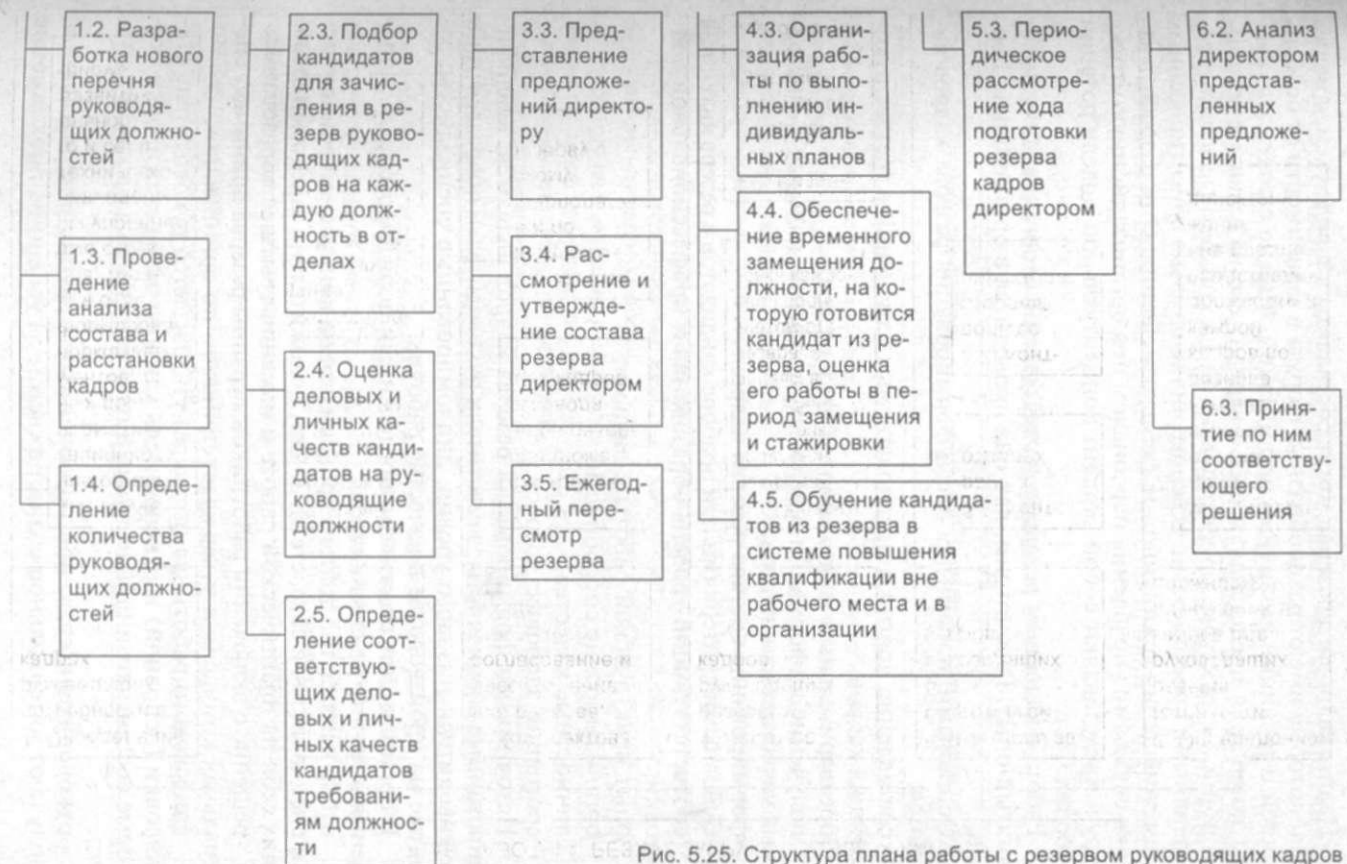 1.2. Разра-
ботка нового
перечня
руководя-
щих должно-
стей
1.3. Прове-
дение
анализа
состава и
расстановки
кадров
1.4. Опреде-
ление
количества
руководя-
щих должно-
стей
2.3. Подбор
кандидатов
для зачис-
ления в ре-
зерв руково-
дящих кад-
ров на каж-
дую долж-
ность в от-
делах
2.4. Оценка
деловых и
личных ка-
честв канди-
датов на ру-
ководящие
должности
2.5. Опреде-
ление соот-
ветствую-
щих дело-
вых и лич-
ных качеств
кандидатов
требовани-
ям должнос-
ти
3.3. Пред-
ставление
предложе-
ний директо-
ру
3.4. Рас-
смотрение и
утвержде-
ние состава
резерва
директором
3.5. Ежегод-
ный пере-
смотр
резерва
4.3. Органи-
зация рабо-
ты по выпо-
лнению ин-
дивидуаль-
ных планов
4.4. Обеспече-
ние временного
замещения до-
лжности, на ко-
торую готовится
кандидат из ре-
зерва, оценка
его работы в пе-
риод замещения
и стажировки
4.5. Обучение кандида-
тов из резерва в
системе повышения
квалификации вне
рабочего места и в
организации
5.3. Перио-
дическое
рассмотре-
ние хода
подготовки
резерва
кадров
директором
6.2. Анализ
директором
представ-
ленных
предложе-
ний
6.3. Приня-
тие по ним
соответству-
ющего
решения
Рис. 5.25. Структура плана работы с резервом руководящих кадров